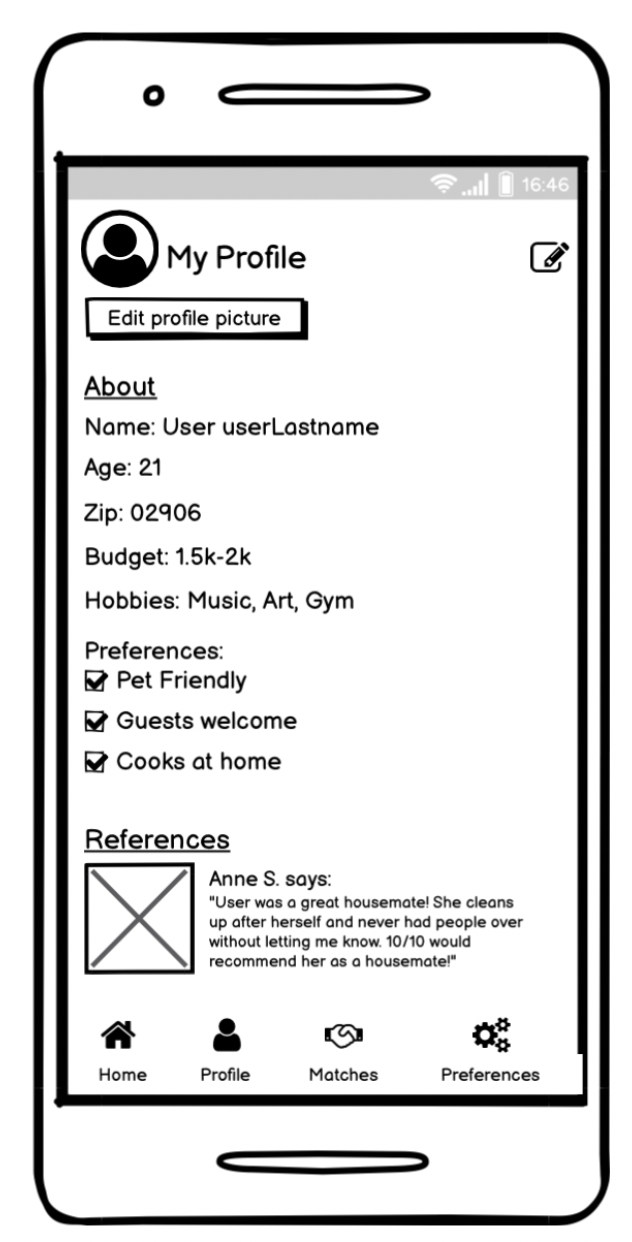 16:46
My Profile
Edit profile picture
About
Name: User userLastname
Age: 21
Zip: 02906
Budget: 1.5k-2k
Hobbies: Music, Art, Gym
Preferences:
Pet Friendly
Guests welcome
Cooks at home
References
Anne S. says:
"User was a great housemate! She cleans
up after herself and never had people over
without letting me know. 10/10 would
recommend her as a housemate!"
Home Profile Matches Preferences